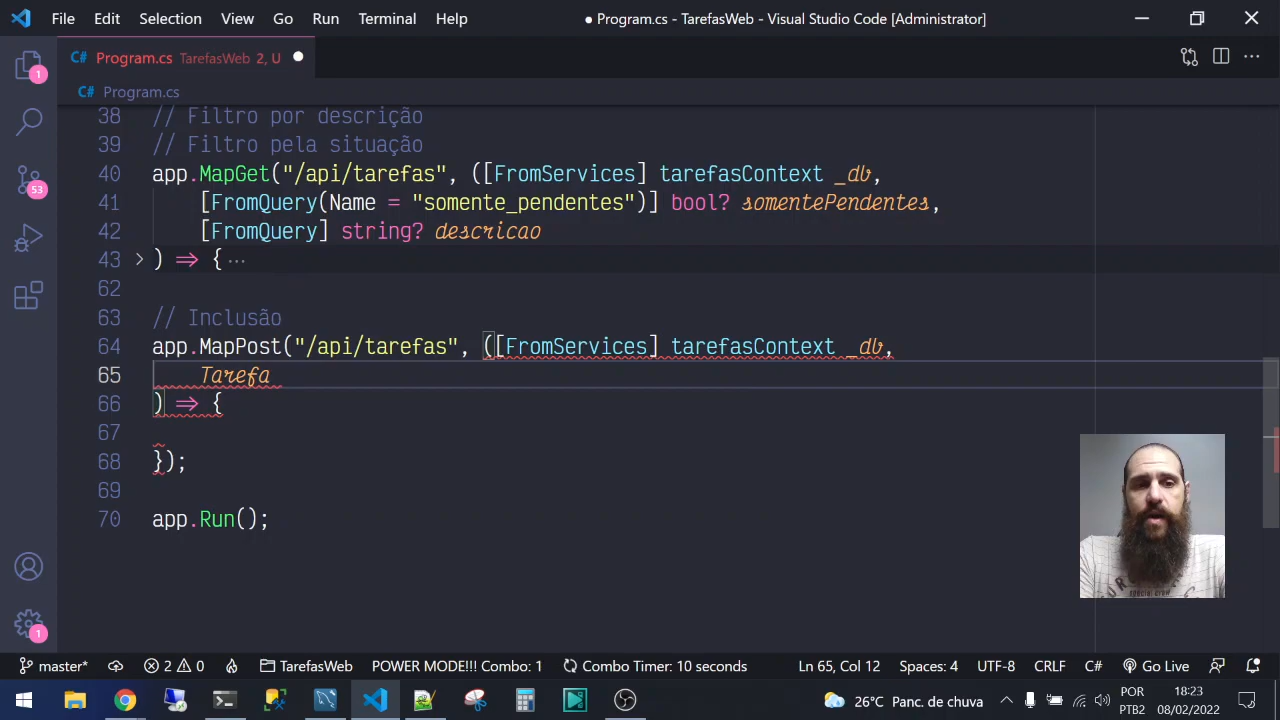 File Edit Selection View Go Run Terminal Help ● Program.cs - TarefasWeb - Visual Studio Code [Administrator]
1 C# Program.cs TarefasWeb 2, U
C# Program.cs
38 // Filtro por descrição
39 // Filtro pela situação
40 app.MapGet("/api/tarefas", ([FromServices] tarefasContext _db,
41 [FromQuery(Name = "somente_pendentes")] bool? somentePendentes,
42 [FromQuery] string? descricao
43 ) => { ...
62
63 // Inclusão
64 app.MapPost("/api/tarefas", ([FromServices] tarefasContext _db,
65 Tarefa
66 ) => {
67
68 });
69
70 app.Run();
53
1
master* 2 0 TarefasWeb POWER MODE!!! Combo: 1 Combo Timer: 10 seconds Ln 65, Col 12 Spaces: 4 UTF-8 CRLF C# Go Live
26°C Panc. de chuva POR 18:23
PTB2 08/02/2022